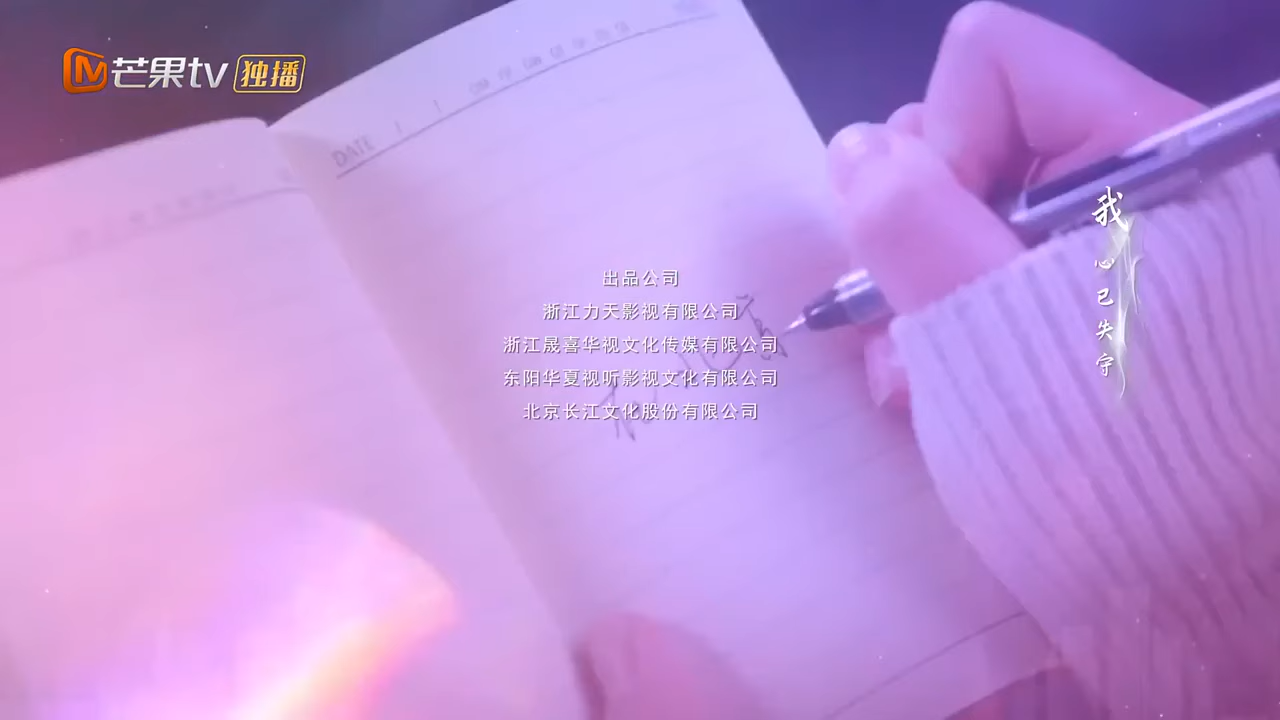 芒果tv 独播
DATE
出品公司
浙江力天影视有限公司
浙江晟喜华视文化传媒有限公司
东阳华夏视听影视文化有限公司
北京长江文化股份有限公司
我心已失守